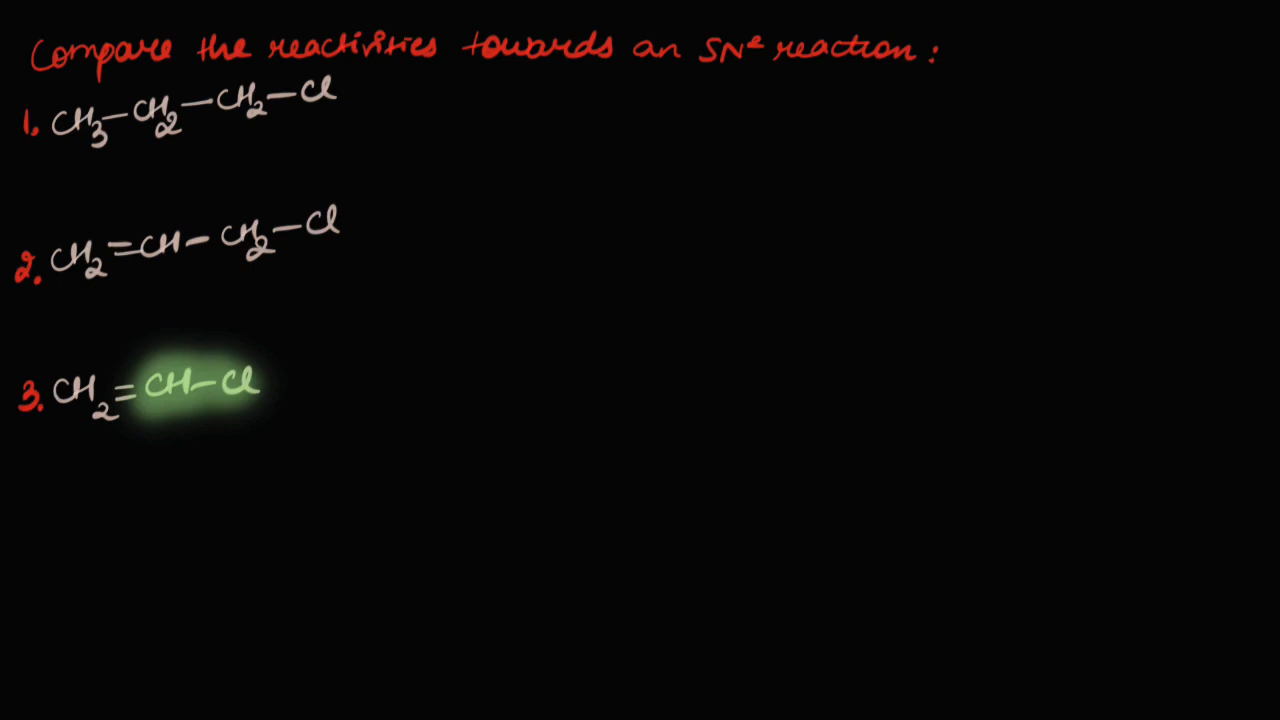 Compare the reactivities towards an SN² reaction:
1. CH₃-CH₂-CH₂-Cl
2. CH₂=CH-CH₂-Cl
3. CH₂=CH-Cl